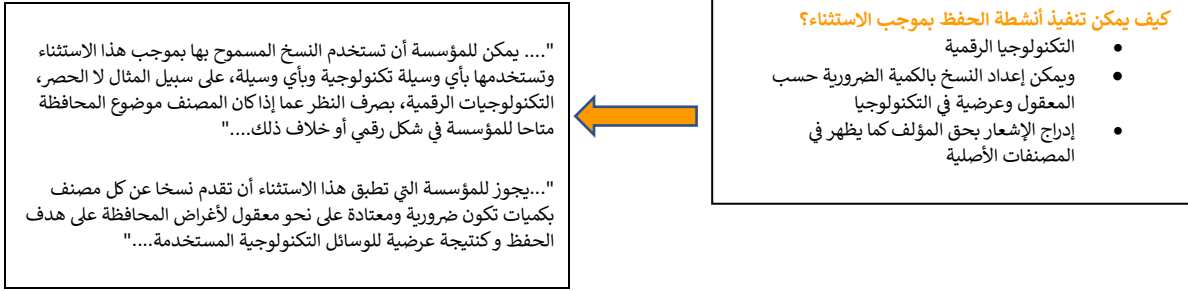 كيف يمكن تنفيذ أنشطة الحفظ بموجب الاستثناء؟
• التكنولوجيا الرقمية
• ويمكن إعداد النسخ بالكمية الضرورية حسب
المعقول وعرضية في التكنولوجيا
• إدراج الإشعار بحق المؤلف كما يظهر في
المصنفات الأصلية
".... يمكن للمؤسسة أن تستخدم النسخ المسموح بها بموجب هذا الاستثناء
وتستخدمها بأي وسيلة تكنولوجية وبأي وسيلة، على سبيل المثال لا الحصر،
التكنولوجيات الرقمية، بصرف النظر عما إذا كان المصنف موضوع المحافظة
متاحا للمؤسسة في شكل رقمي أو خلاف ذلك...."
"...يجوز للمؤسسة التي تطبق هذا الاستثناء أن تقدم نسخا عن كل مصنف
بكميات تكون ضرورية ومعتادة على نحو معقول لأغراض المحافظة على هدف
الحفظ وكنتيجة عرضية للوسائل التكنولوجية المستخدمة...."